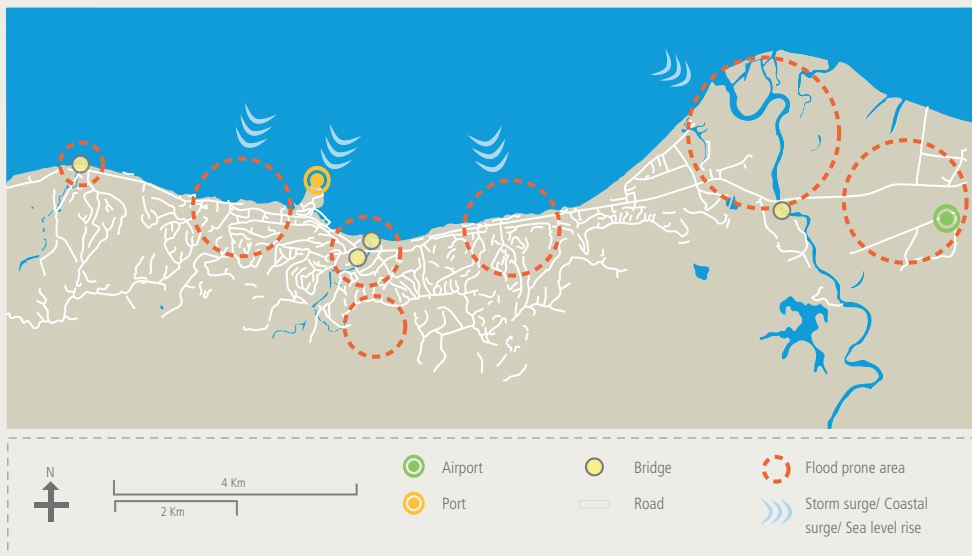 N
4 Km
2 Km
Airport
Port
Bridge
Road
Flood prone area
Storm surge/ Coastal
surge/ Sea level rise